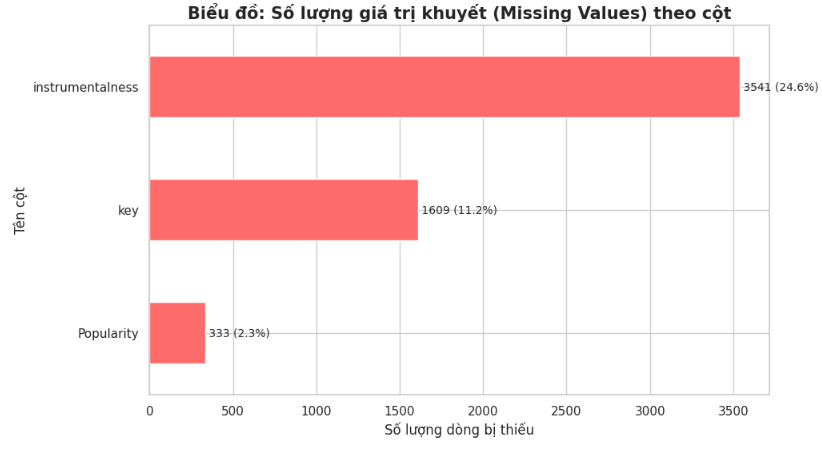 Biểu đồ: Số lượng giá trị khuyết (Missing Values) theo cột
instrumentalness
3541 (24.6%)
Tên cột
key
1609 (11.2%)
Popularity
333 (2.3%)
0 500 1000 1500 2000 2500 3000 3500
Số lượng dòng bị thiếu